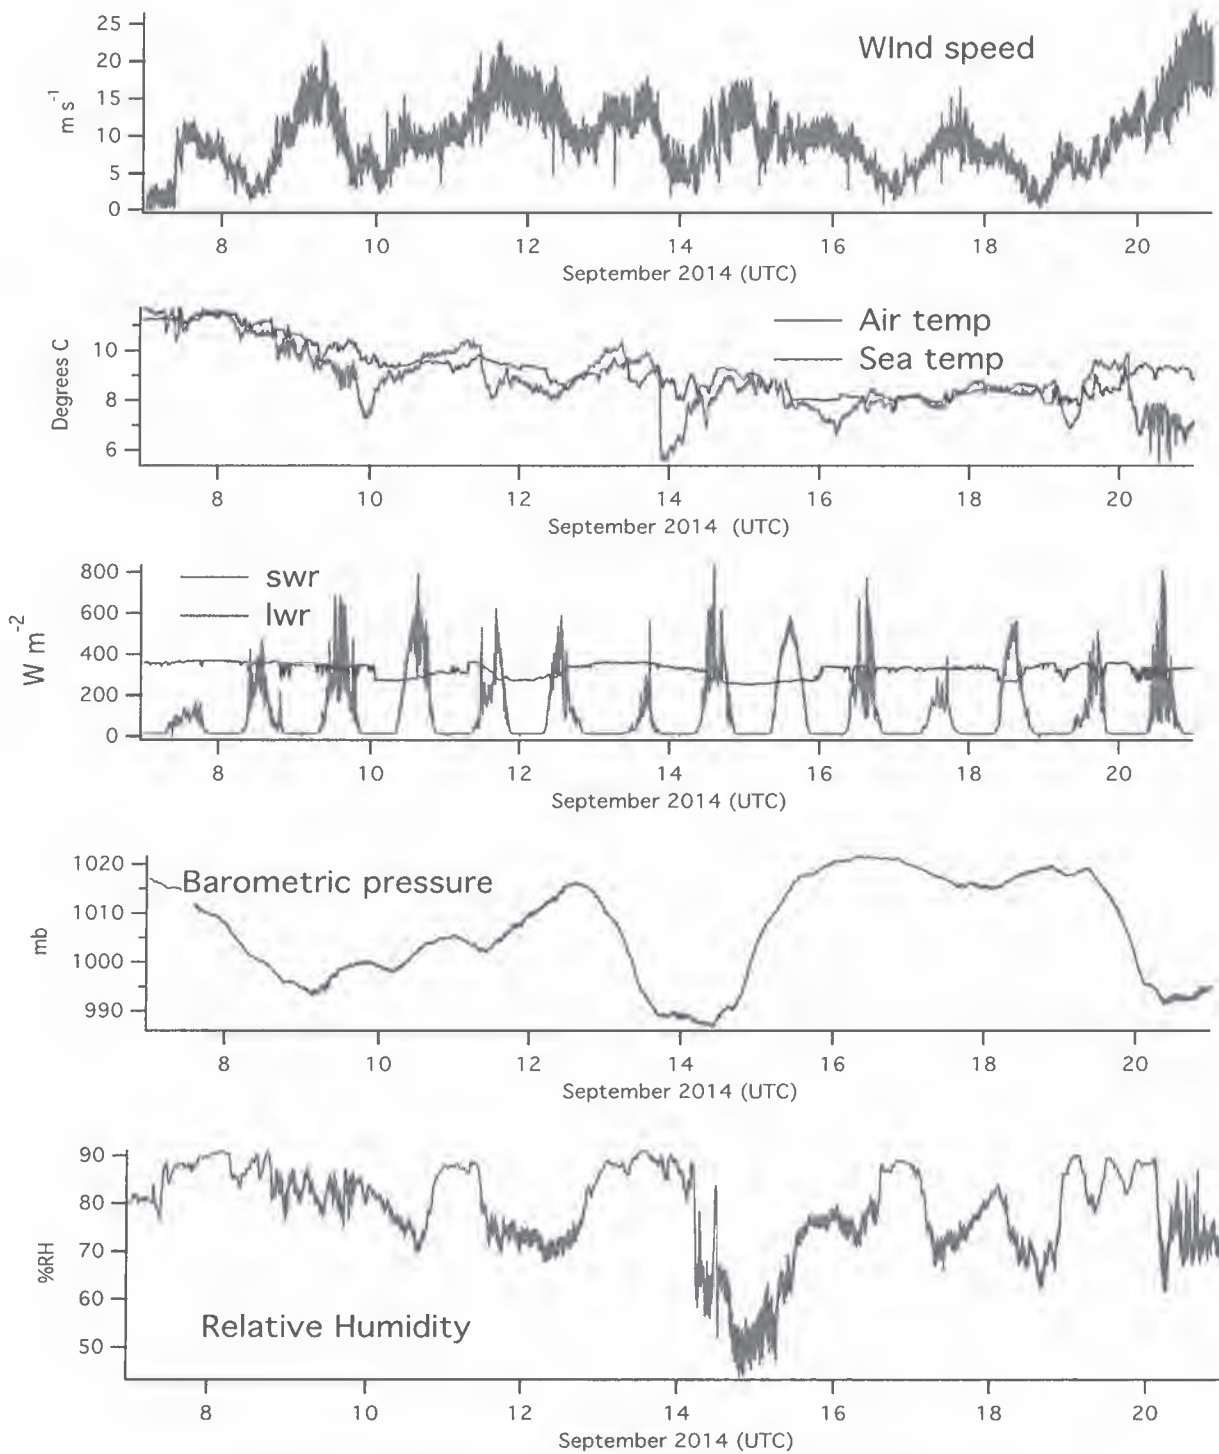 25
20
15
10
5
0
m s-1
WInd speed
8 10 12 14 16 18 20
September 2014 (UTC)
10
8
6
Degrees C
Air temp
Sea temp
8 10 12 14 16 18 20
September 2014 (UTC)
800
600
400
200
0
W m-2
swr
lwr
8 10 12 14 16 18 20
September 2014 (UTC)
1020
1010
1000
990
mb
Barometric pressure
8 10 12 14 16 18 20
September 2014 (UTC)
90
80
70
60
50
%RH
Relative Humidity
8 10 12 14 16 18 20
September 2014 (UTC)